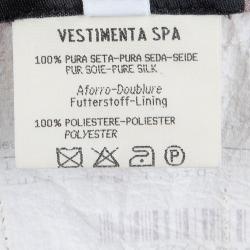 VESTIMENTA SPA
100% PURA SETA-PURA SEDA-SEIDE
PUR SOIE-PURE SILK
Aforro-Doublure
Futterstoff-Lining
100% POLIESTERE-POLIESTER
POLYESTER
P